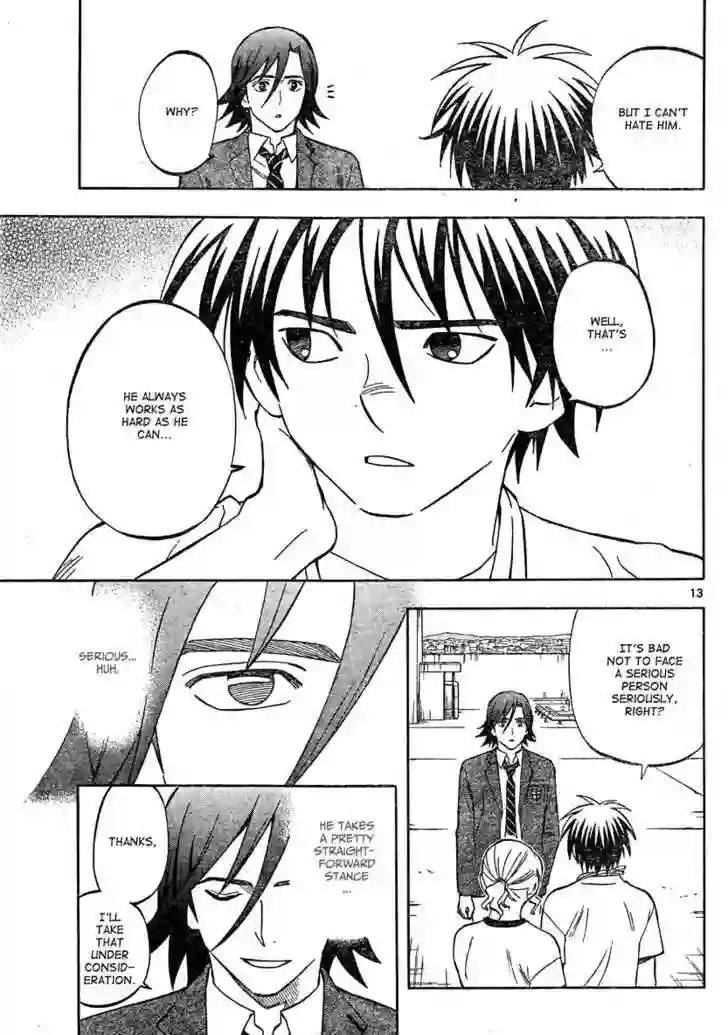 BUT I CAN'T
HATE HIM.
WHY?
WELL,
THAT'S
...
HE ALWAYS
WORKS AS
HARD AS HE
CAN...
13
IT'S BAD
NOT TO FACE
A SERIOUS
PERSON
SERIOUSLY,
RIGHT?
SERIOUS...
HUH.
HE TAKES
A PRETTY
STRAIGHT-
FORWARD
STANCE
...
THANKS,
I'LL
TAKE
THAT
UNDER
CONSID-
ERATION.